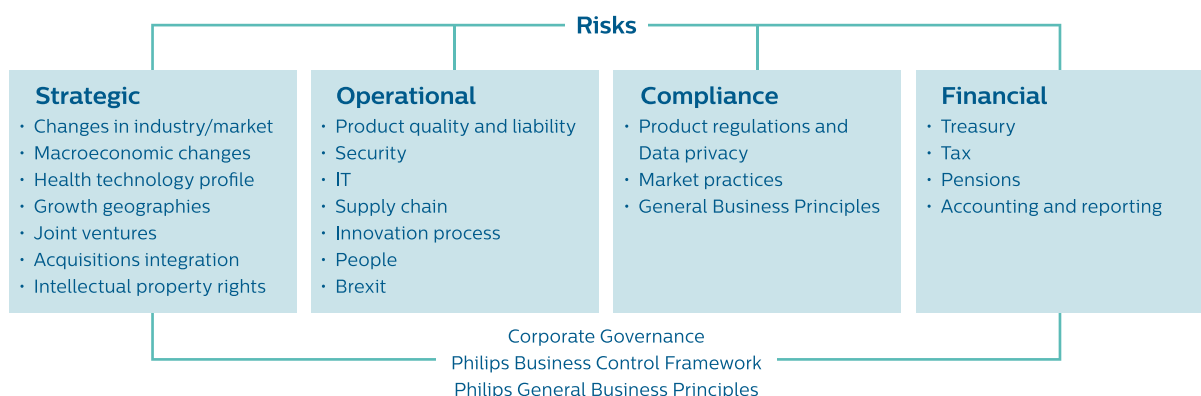 Risks
Strategic
• Changes in industry/market
• Macroeconomic changes
• Health technology profile
• Growth geographies
• Joint ventures
• Acquisitions integration
• Intellectual property rights
Operational
• Product quality and liability
• Security
• IT
• Supply chain
• Innovation process
• People
• Brexit
Compliance
• Product regulations and
Data privacy
• Market practices
• General Business Principles
Financial
• Treasury
• Tax
• Pensions
• Accounting and reporting
Corporate Governance
Philips Business Control Framework
Philips General Business Principles